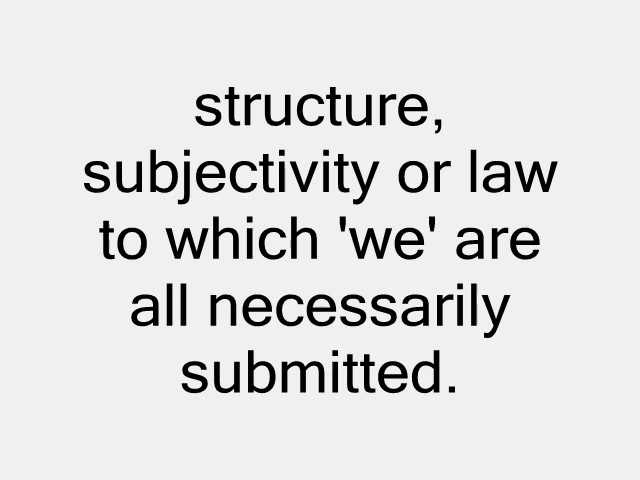 structure,
subjectivity or law
to which 'we' are
all necessarily
submitted.